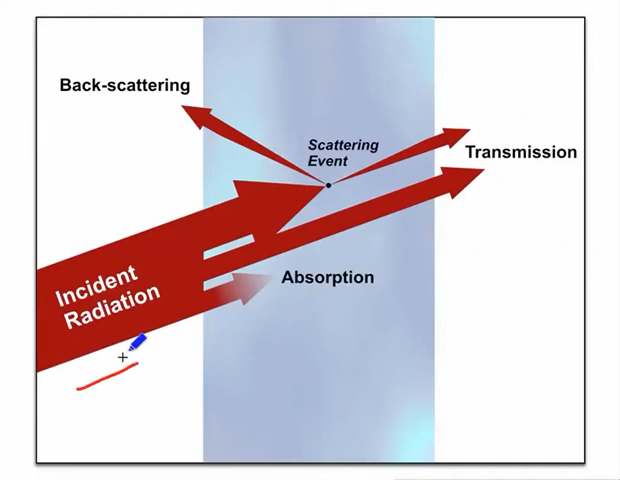 Back-scattering
Scattering
Event
Transmission
Absorption
Incident
Radiation